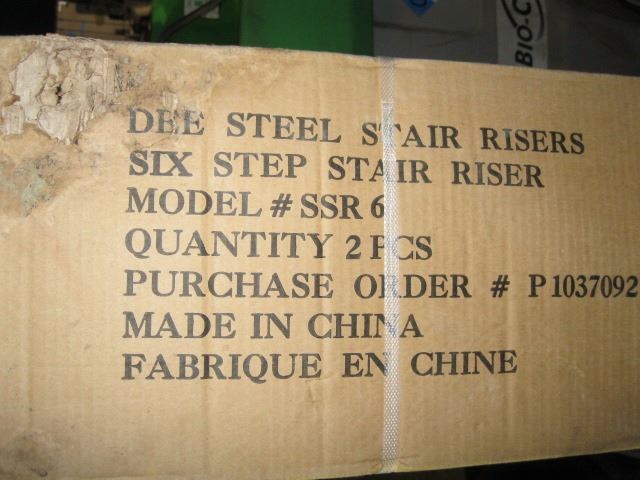 BIO-C
DEE STEEL STAIR RISERS
SIX STEP STAIR RISER
MODEL # SSR 6
QUANTITY 2 PCS
PURCHASE ORDER # P1037092
MADE IN CHINA
FABRIQUE EN CHINE